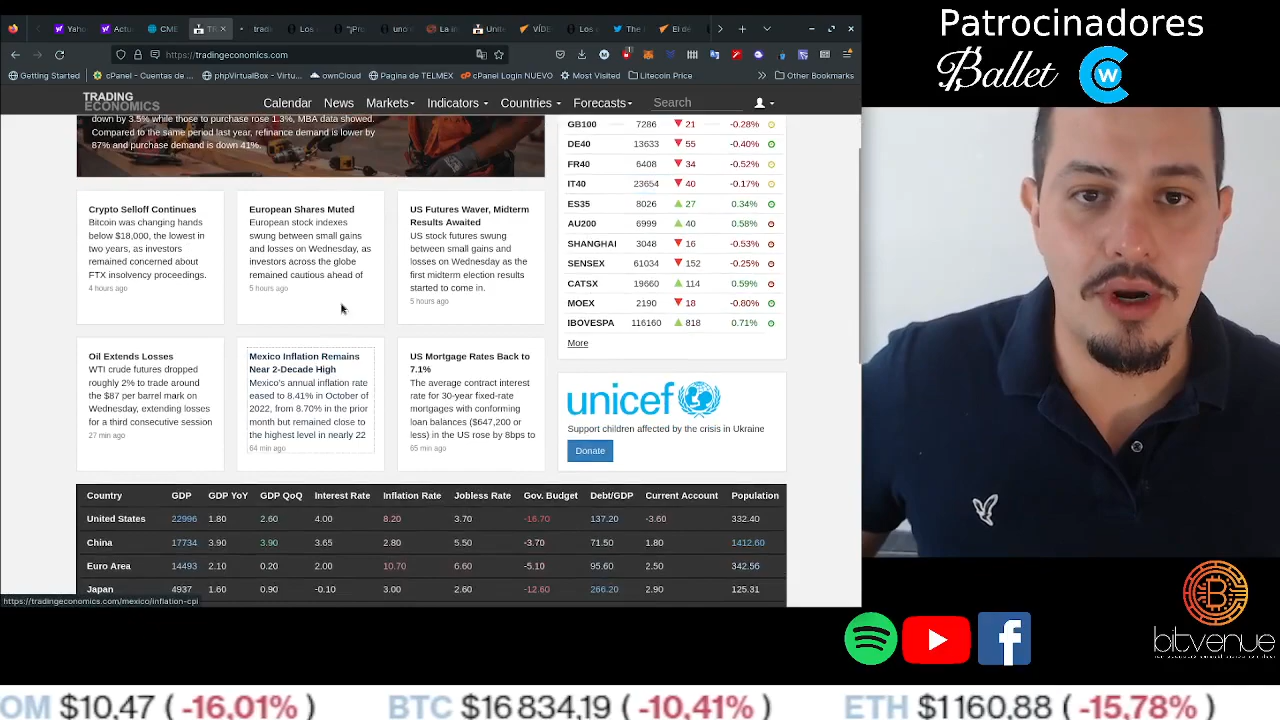 Patrocinadores
Ballet
CW
Yaho
Actu
CME
TR
tradi
Los
"¡Pr
uno
La in
Unite
VÍDE
Los
The
El de
https://tradingeconomics.com
Getting Started
cPanel - Cuentas de ...
phpVirtualBox - Virtu...
ownCloud
Pagina de TELMEX
cPanel Login NUEVO
Most Visited
Litecoin Price
Other Bookmarks
TRADING
ECONOMICS
Calendar News Markets Indicators Countries Forecasts Search
down by 3.5% while those to purchase rose 1.3%, MBA data showed.
Compared to the same period last year, refinance demand is lower by
87% and purchase demand is down 41%.
Crypto Selloff Continues
Bitcoin was changing hands
below $18,000, the lowest in
two years, as investors
remained concerned about
FTX insolvency proceedings.
4 hours ago
European Shares Muted
European stock indexes
swung between small gains
and losses on Wednesday, as
investors across the globe
remained cautious ahead of
5 hours ago
US Futures Waver, Midterm
Results Awaited
US stock futures swung
between small gains and
losses on Wednesday as the
first midterm election results
started to come in.
5 hours ago
Oil Extends Losses
WTI crude futures dropped
roughly 2% to trade around
the $87 per barrel mark on
Wednesday, extending losses
for a third consecutive session
27 min ago
Mexico Inflation Remains
Near 2-Decade High
Mexico's annual inflation rate
eased to 8.41% in October of
2022, from 8.70% in the prior
month but remained close to
the highest level in nearly 22
64 min ago
US Mortgage Rates Back to
7.1%
The average contract interest
rate for 30-year fixed-rate
mortgages with conforming
loan balances ($647,200 or
less) in the US rose by 8bps to
65 min ago
GB100 7286 21 -0.28%
DE40 13633 55 -0.40%
FR40 6408 34 -0.52%
IT40 23654 40 -0.17%
ES35 8026 27 0.34%
AU200 6999 40 0.58%
SHANGHAI 3048 16 -0.53%
SENSEX 61034 152 -0.25%
CATSX 19660 114 0.59%
MOEX 2190 18 -0.80%
IBOVESPA 116160 818 0.71%
More
unicef
Support children affected by the crisis in Ukraine
Donate
Country GDP GDP YoY GDP QoQ Interest Rate Inflation Rate Jobless Rate Gov. Budget Debt/GDP Current Account Population
United States 22996 1.80 2.60 4.00 8.20 3.70 -16.70 137.20 -3.60 332.40
China 17734 3.90 3.90 3.65 2.80 5.50 -3.70 71.50 1.80 1412.60
Euro Area 14493 2.10 0.20 2.00 10.70 6.60 -5.10 95.60 2.50 342.56
Japan 4937 1.60 0.90 -0.10 3.00 2.60 -12.60 266.20 2.90 125.31
https://tradingeconomics.com/mexico/inflation-cpi
bitvenue
OM $10,47 ( -16,01% ) BTC $16 834,19 ( -10,41% ) ETH $1 160,88 ( -15,78% )